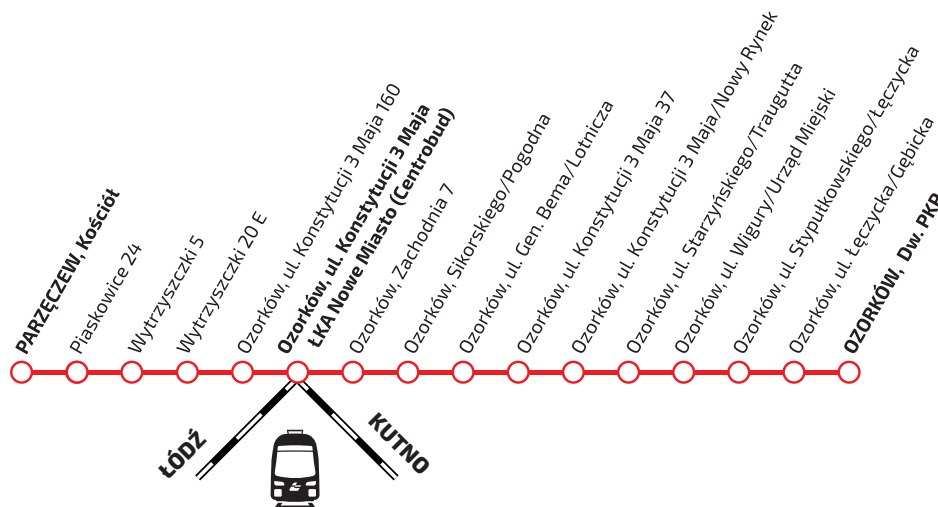 PARZĘCZEW, Kościół
Piaskowice 24
Wytrzyszczki 5
Wytrzyszczki 20 E
Ozorków, ul. Konstytucji 3 Maja 160
Ozorków, ul. Konstytucji 3 Maja
ŁKA Nowe Miasto (Centrobud)
Ozorków, Zachodnia 7
Ozorków, Sikorskiego/Pogodna
Ozorków, ul. Gen. Bema/Lotnicza
Ozorków, ul. Konstytucji 3 Maja 37
Ozorków, ul. Konstytucji 3 Maja/Nowy Rynek
Ozorków, ul. Starzyńskiego/Traugutta
Ozorków, ul. Wigury/Urząd Miejski
Ozorków, ul. Stypułkowskiego/Łęczycka
Ozorków, ul. Łęczycka/Gębicka
OZORKÓW, Dw. PKP
ŁÓDŹ
KUTNO